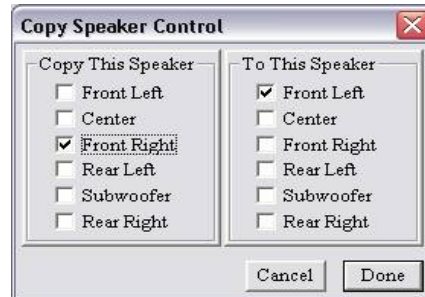 Copy Speaker Control
Copy This Speaker
Front Left
Center
Front Right
Rear Left
Subwoofer
Rear Right
To This Speaker
Front Left
Center
Front Right
Rear Left
Subwoofer
Rear Right
Cancel
Done